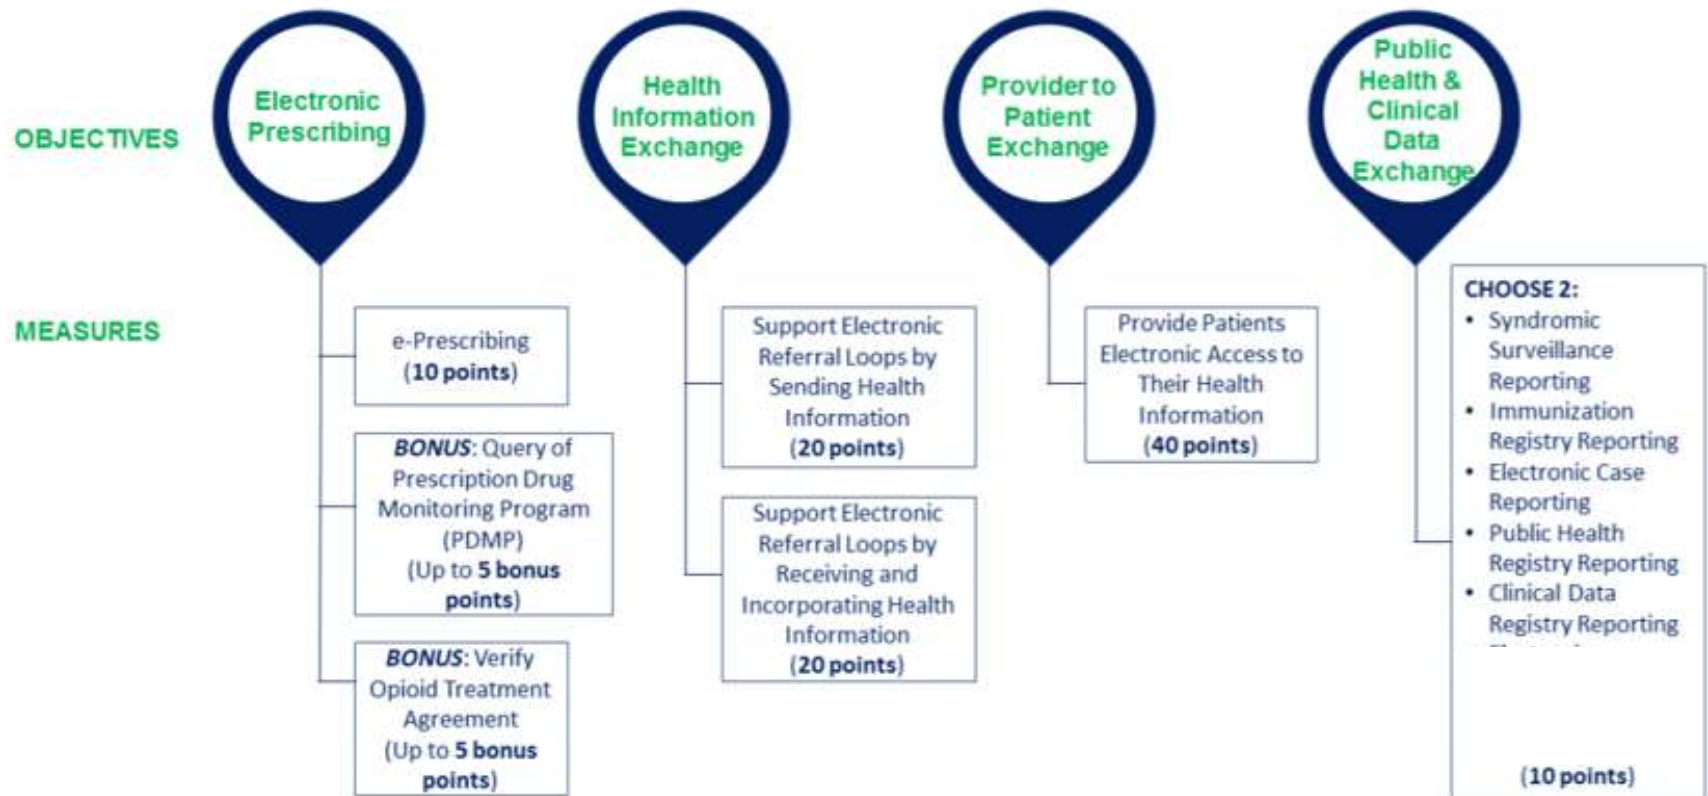 OBJECTIVES
Electronic
Prescribing
Health
Information
Exchange
Provider to
Patient
Exchange
Public
Health &
Clinical
Data
Exchange
MEASURES
e-Prescribing
(10 points)
BONUS: Query of
Prescription Drug
Monitoring Program
(PDMP)
(Up to 5 bonus
points)
BONUS: Verify
Opioid Treatment
Agreement
(Up to 5 bonus
points)
Support Electronic
Referral Loops by
Sending Health
Information
(20 points)
Support Electronic
Referral Loops by
Receiving and
Incorporating Health
Information
(20 points)
Provide Patients
Electronic Access to
Their Health
Information
(40 points)
CHOOSE 2:
• Syndromic
Surveillance
Reporting
• Immunization
Registry Reporting
• Electronic Case
Reporting
• Public Health
Registry Reporting
• Clinical Data
Registry Reporting
(10 points)